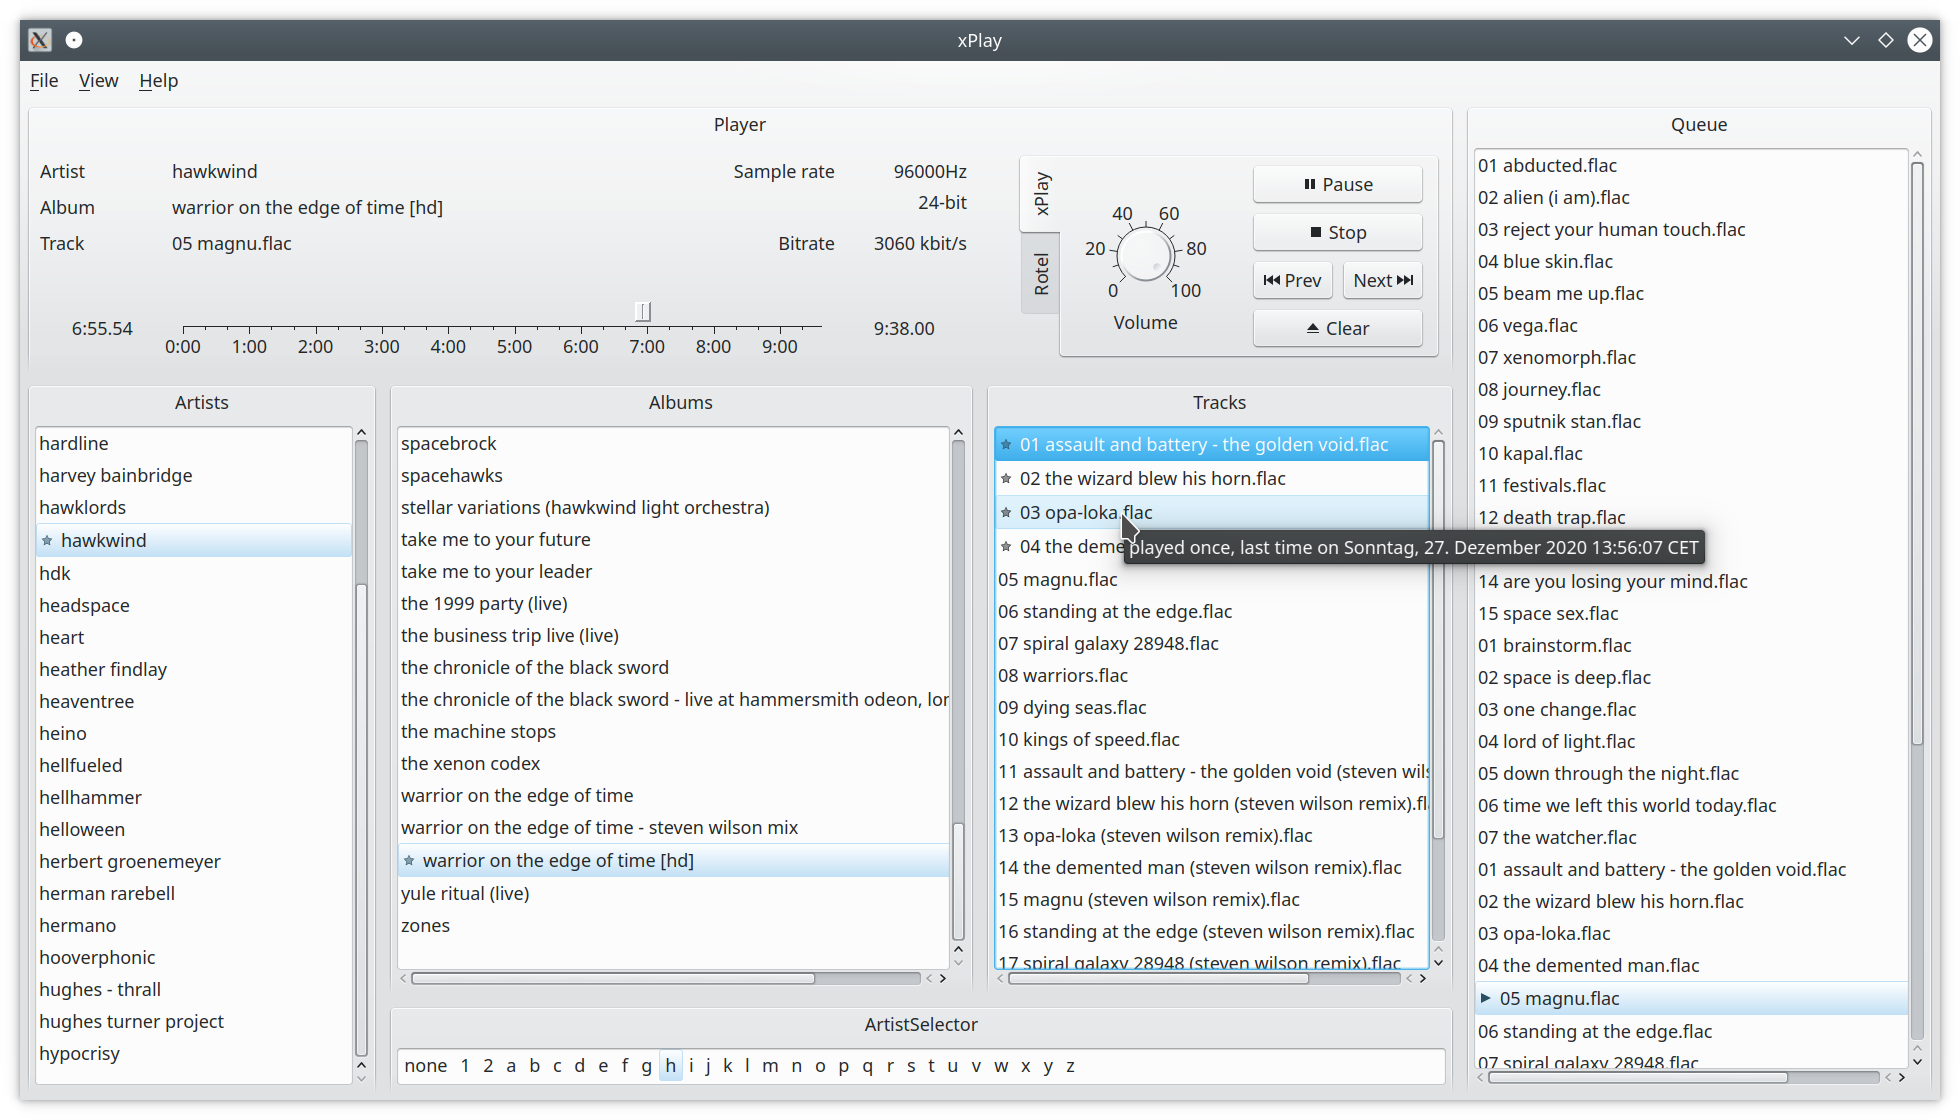 xPlay
File View Help
Player
Artist hawkwind Sample rate 96000Hz
Album warrior on the edge of time [hd] 24-bit
Track 05 magnu.flac Bitrate 3060 kbit/s
6:55.54 9:38.00
0:00 1:00 2:00 3:00 4:00 5:00 6:00 7:00 8:00 9:00
xPlay
Rotel
40 60
20 80
0 100
Volume
Pause
Stop
Prev Next
Clear
Artists
hardline
harvey bainbridge
hawklords
hawkwind
hdk
headspace
heart
heather findlay
heaventree
heino
hellfueled
hellhammer
helloween
herbert groenemeyer
herman rarebell
hermano
hooverphonic
hughes - thrall
hughes turner project
hypocrisy
Albums
spacebrock
spacehawks
stellar variations (hawkwind light orchestra)
take me to your future
take me to your leader
the 1999 party (live)
the business trip live (live)
the chronicle of the black sword
the chronicle of the black sword - live at hammersmith odeon, lor
the machine stops
the xenon codex
warrior on the edge of time
warrior on the edge of time - steven wilson mix
warrior on the edge of time [hd]
yule ritual (live)
zones
Tracks
01 assault and battery - the golden void.flac
02 the wizard blew his horn.flac
03 opa-loka.flac
04 the deme
played once, last time on Sonntag, 27. Dezember 2020 13:56:07 CET
05 magnu.flac
06 standing at the edge.flac
07 spiral galaxy 28948.flac
08 warriors.flac
09 dying seas.flac
10 kings of speed.flac
11 assault and battery - the golden void (steven wils
12 the wizard blew his horn (steven wilson remix).fl
13 opa-loka (steven wilson remix).flac
14 the demented man (steven wilson remix).flac
15 magnu (steven wilson remix).flac
16 standing at the edge (steven wilson remix).flac
17 spiral galaxy 28948 (steven wilson remix).flac
ArtistSelector
none 1 2 a b c d e f g h i j k l m n o p q r s t u v w x y z
Queue
01 abducted.flac
02 alien (i am).flac
03 reject your human touch.flac
04 blue skin.flac
05 beam me up.flac
06 vega.flac
07 xenomorph.flac
08 journey.flac
09 sputnik stan.flac
10 kapal.flac
11 festivals.flac
12 death trap.flac
14 are you losing your mind.flac
15 space sex.flac
01 brainstorm.flac
02 space is deep.flac
03 one change.flac
04 lord of light.flac
05 down through the night.flac
06 time we left this world today.flac
07 the watcher.flac
01 assault and battery - the golden void.flac
02 the wizard blew his horn.flac
03 opa-loka.flac
04 the demented man.flac
05 magnu.flac
06 standing at the edge.flac
07 spiral galaxy 28948.flac